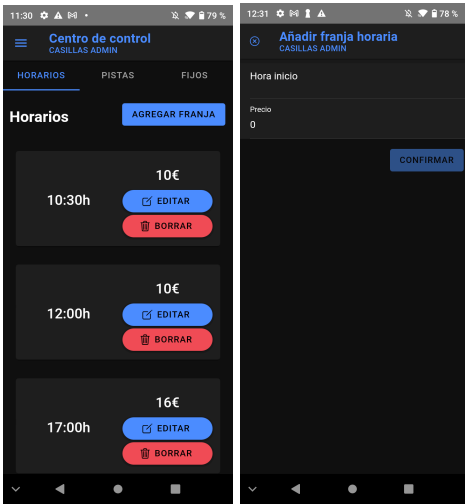 11:30
79 %
Centro de control
CASILLAS ADMIN
HORARIOS
PISTAS
FIJOS
Horarios
AGREGAR FRANJA
10:30h
10€
EDITAR
BORRAR
12:00h
10€
EDITAR
BORRAR
17:00h
16€
EDITAR
BORRAR
12:31
78 %
Añadir franja horaria
CASILLAS ADMIN
Hora inicio
Precio
0
CONFIRMAR